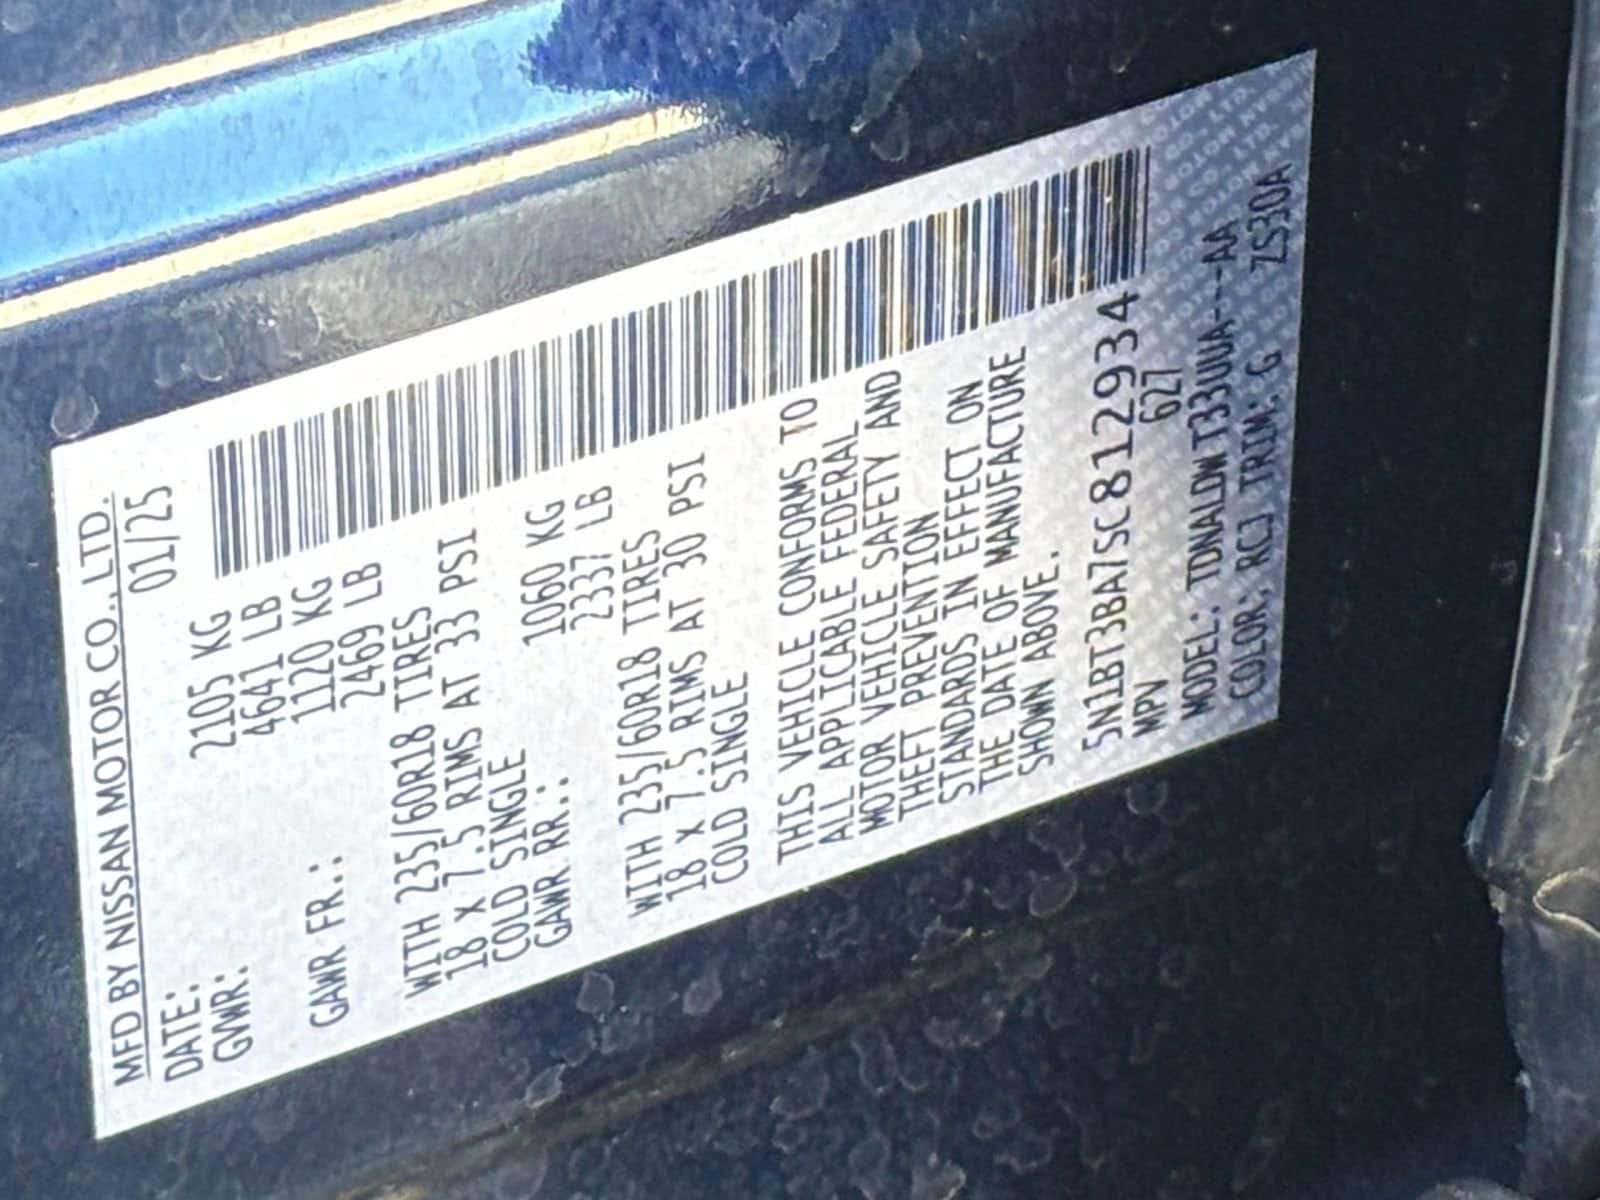 MFD BY NISSAN MOTOR CO., LTD.
DATE: 01/25
GVWR: 2105 KG
4641 LB
GAWR FR.: 1120 KG
2469 LB
WITH 235/60R18 TIRES
18 x 7.5 RIMS AT 33 PSI
COLD SINGLE
GAWR RR.: 1060 KG
2337 LB
WITH 235/60R18 TIRES
18 x 7.5 RIMS AT 30 PSI
COLD SINGLE
THIS VEHICLE CONFORMS TO
ALL APPLICABLE FEDERAL
MOTOR VEHICLE SAFETY AND
THEFT PREVENTION
STANDARDS IN EFFECT ON
THE DATE OF MANUFACTURE
SHOWN ABOVE.
5N1BT3BA7SC812934
MPV 627
MODEL: TDNALDW T33UUA---AA
COLOR: RCJ TRIM: G ZS30A